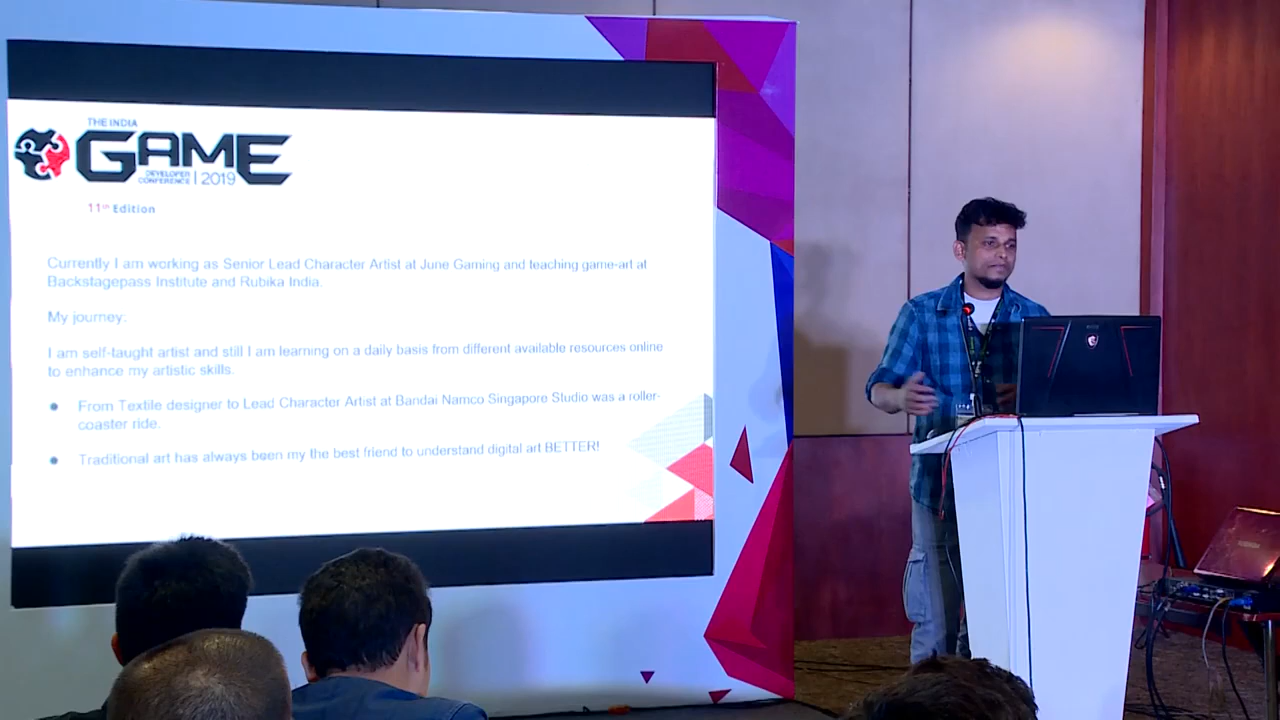 THE INDIA
GAME
DEVELOPER
CONFERENCE | 2019
11th Edition
Currently I am working as Senior Lead Character Artist at June Gaming and teaching game-art at
Backstagepass Institute and Rubika India.
My journey:
I am self-taught artist and still I am learning on a daily basis from different available resources online
to enhance my artistic skills.
● From Textile designer to Lead Character Artist at Bandai Namco Singapore Studio was a roller-
coaster ride.
● Traditional art has always been my the best friend to understand digital art BETTER!